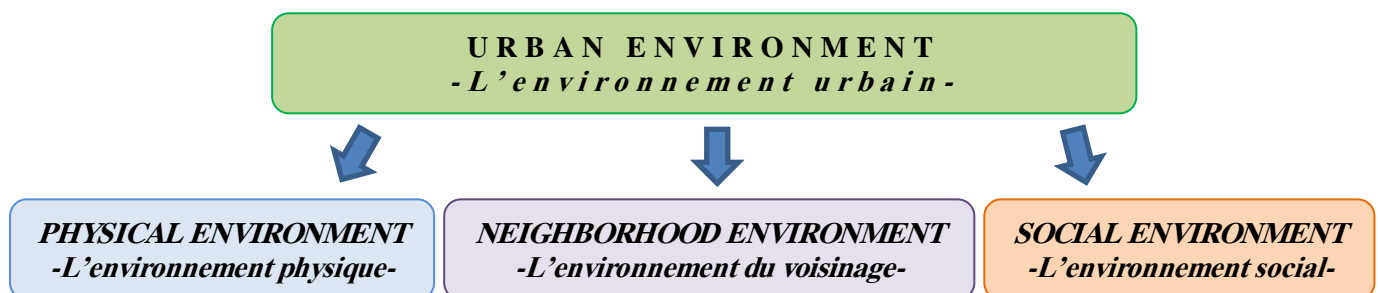 URBAN ENVIRONMENT
-L'environnement urbain-
PHYSICAL ENVIRONMENT
-L'environnement physique-
NEIGHBORHOOD ENVIRONMENT
-L'environnement du voisinage-
SOCIAL ENVIRONMENT
-L'environnement social-